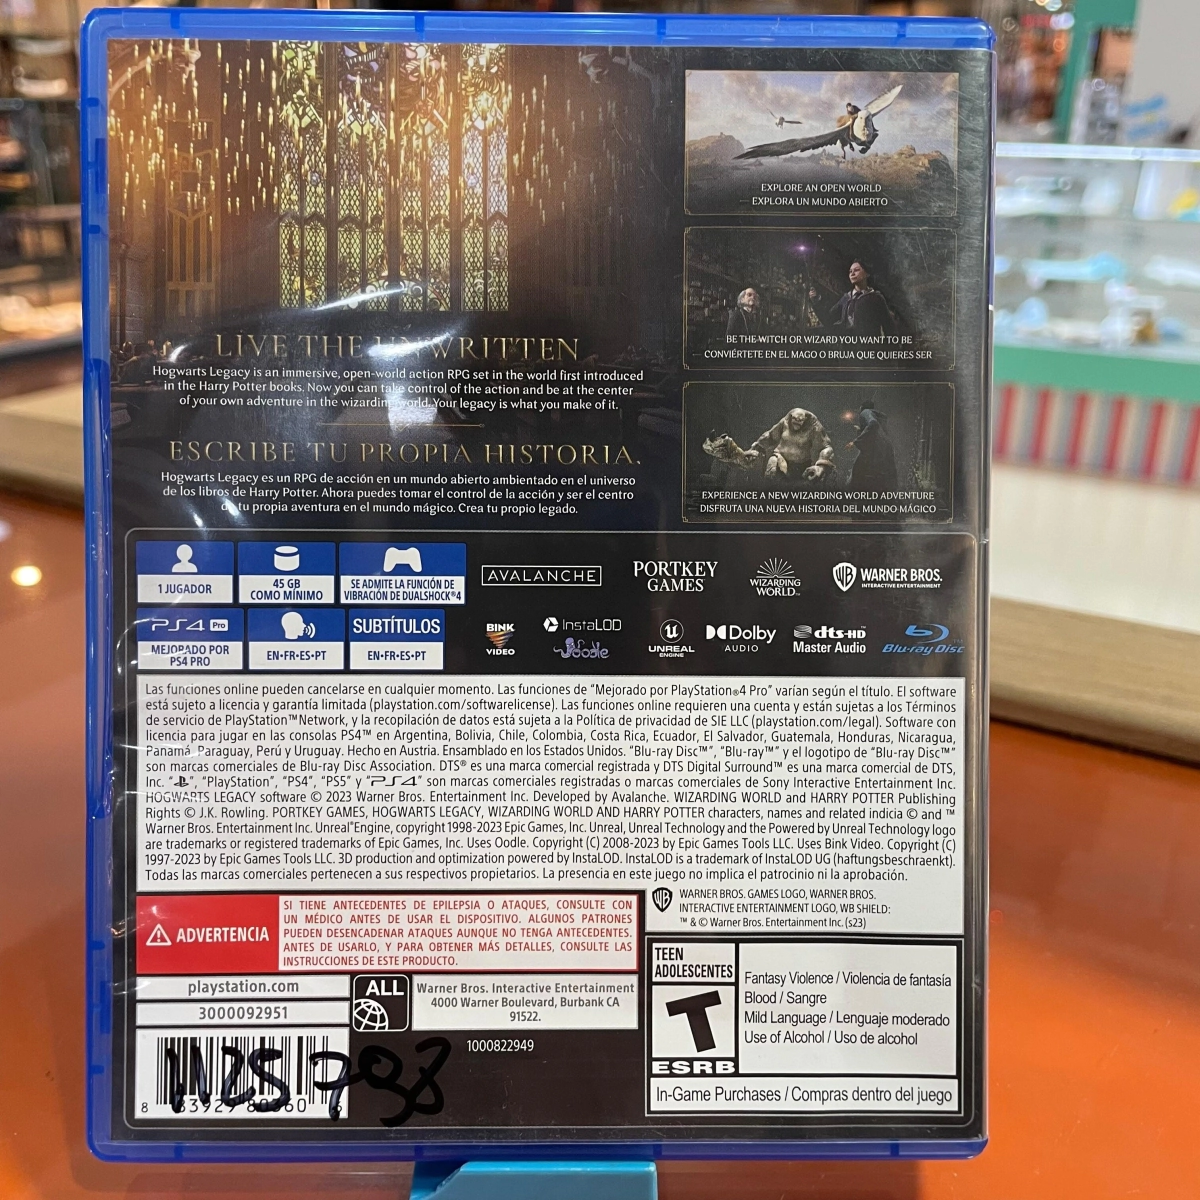 EXPLORE AN OPEN WORLD
EXPLORA UN MUNDO ABIERTO
BE THE WITCH OR WIZARD YOU WANT TO BE
CONVIÉRTETE EN EL MAGO O BRUJA QUE QUIERES SER
EXPERIENCE A NEW WIZARDING WORLD ADVENTURE
DISFRUTA UNA NUEVA HISTORIA DEL MUNDO MÁGICO
LIVE THE UNWRITTEN
Hogwarts Legacy is an immersive, open-world action RPG set in the world first introduced
in the Harry Potter books. Now you can take control of the action and be at the center
of your own adventure in the wizarding world. Your legacy is what you make of it.
ESCRIBE TU PROPIA HISTORIA.
Hogwarts Legacy es un RPG de acción en un mundo abierto ambientado en el universo
de los libros de Harry Potter. Ahora puedes tomar el control de la acción y ser el centro
de tu propia aventura en el mundo mágico. Crea tu propio legado.
1 JUGADOR
45 GB
COMO MÍNIMO
SE ADMITE LA FUNCIÓN DE
VIBRACIÓN DE DUALSHOCK®4
AVALANCHE
PORTKEY
GAMES
WIZARDING
WORLD™
WB WARNER BROS.
INTERACTIVE ENTERTAINMENT
PS4 Pro
MEJORADO POR
PS4 PRO
EN•FR•ES•PT
SUBTÍTULOS
EN•FR•ES•PT
BINK
VIDEO
InstaLOD
Oodle
UNREAL
ENGINE
Dolby
AUDIO
dts-HD
Master Audio
Blu-ray Disc
Las funciones online pueden cancelarse en cualquier momento. Las funciones de “Mejorado por PlayStation®4 Pro” varían según el título. El software
está sujeto a licencia y garantía limitada (playstation.com/softwarelicense). Las funciones online requieren una cuenta y están sujetas a los Términos
de servicio de PlayStation™Network, y la recopilación de datos está sujeta a la Política de privacidad de SIE LLC (playstation.com/legal). Software con
licencia para jugar en las consolas PS4™ en Argentina, Bolivia, Chile, Colombia, Costa Rica, Ecuador, El Salvador, Guatemala, Honduras, Nicaragua,
Panamá, Paraguay, Perú y Uruguay. Hecho en Austria. Ensamblado en los Estados Unidos. “Blu-ray Disc™”, “Blu-ray™” y el logotipo de “Blu-ray Disc™”
son marcas comerciales de Blu-ray Disc Association. DTS® es una marca comercial registrada y DTS Digital Surround™ es una marca comercial de DTS,
Inc. “ ”, “PlayStation”, “PS4”, “PS5” y “PS4” son marcas comerciales registradas o marcas comerciales de Sony Interactive Entertainment Inc.
HOGWARTS LEGACY software © 2023 Warner Bros. Entertainment Inc. Developed by Avalanche. WIZARDING WORLD and HARRY POTTER Publishing
Rights © J.K. Rowling. PORTKEY GAMES, HOGWARTS LEGACY, WIZARDING WORLD AND HARRY POTTER characters, names and related indicia © and ™
Warner Bros. Entertainment Inc. Unreal® Engine, copyright 1998-2023 Epic Games, Inc. Unreal, Unreal Technology and the Powered by Unreal Technology logo
are trademarks or registered trademarks of Epic Games, Inc. Uses Oodle. Copyright (C) 2008-2023 by Epic Games Tools LLC. Uses Bink Video. Copyright (C)
1997-2023 by Epic Games Tools LLC. 3D production and optimization powered by InstaLOD. InstaLOD is a trademark of InstaLOD UG (haftungsbeschraenkt).
Todas las marcas comerciales pertenecen a sus respectivos propietarios. La presencia en este juego no implica el patrocinio ni la aprobación.
ADVERTENCIA
SI TIENE ANTECEDENTES DE EPILEPSIA O ATAQUES, CONSULTE CON
UN MÉDICO ANTES DE USAR EL DISPOSITIVO. ALGUNOS PATRONES
PUEDEN DESENCADENAR ATAQUES AUNQUE NO TENGA ANTECEDENTES.
ANTES DE USARLO, Y PARA OBTENER MÁS DETALLES, CONSULTE LAS
INSTRUCCIONES DE ESTE PRODUCTO.
WB WARNER BROS. GAMES LOGO, WARNER BROS.
INTERACTIVE ENTERTAINMENT LOGO, WB SHIELD:
™ & © Warner Bros. Entertainment Inc. (s23)
playstation.com
3000092951
ALL
Warner Bros. Interactive Entertainment
4000 Warner Boulevard, Burbank CA
91522.
1000822949
TEEN
ADOLESCENTES
T
ESRB
Fantasy Violence / Violencia de fantasía
Blood / Sangre
Mild Language / Lenguaje moderado
Use of Alcohol / Uso de alcohol
In-Game Purchases / Compras dentro del juego